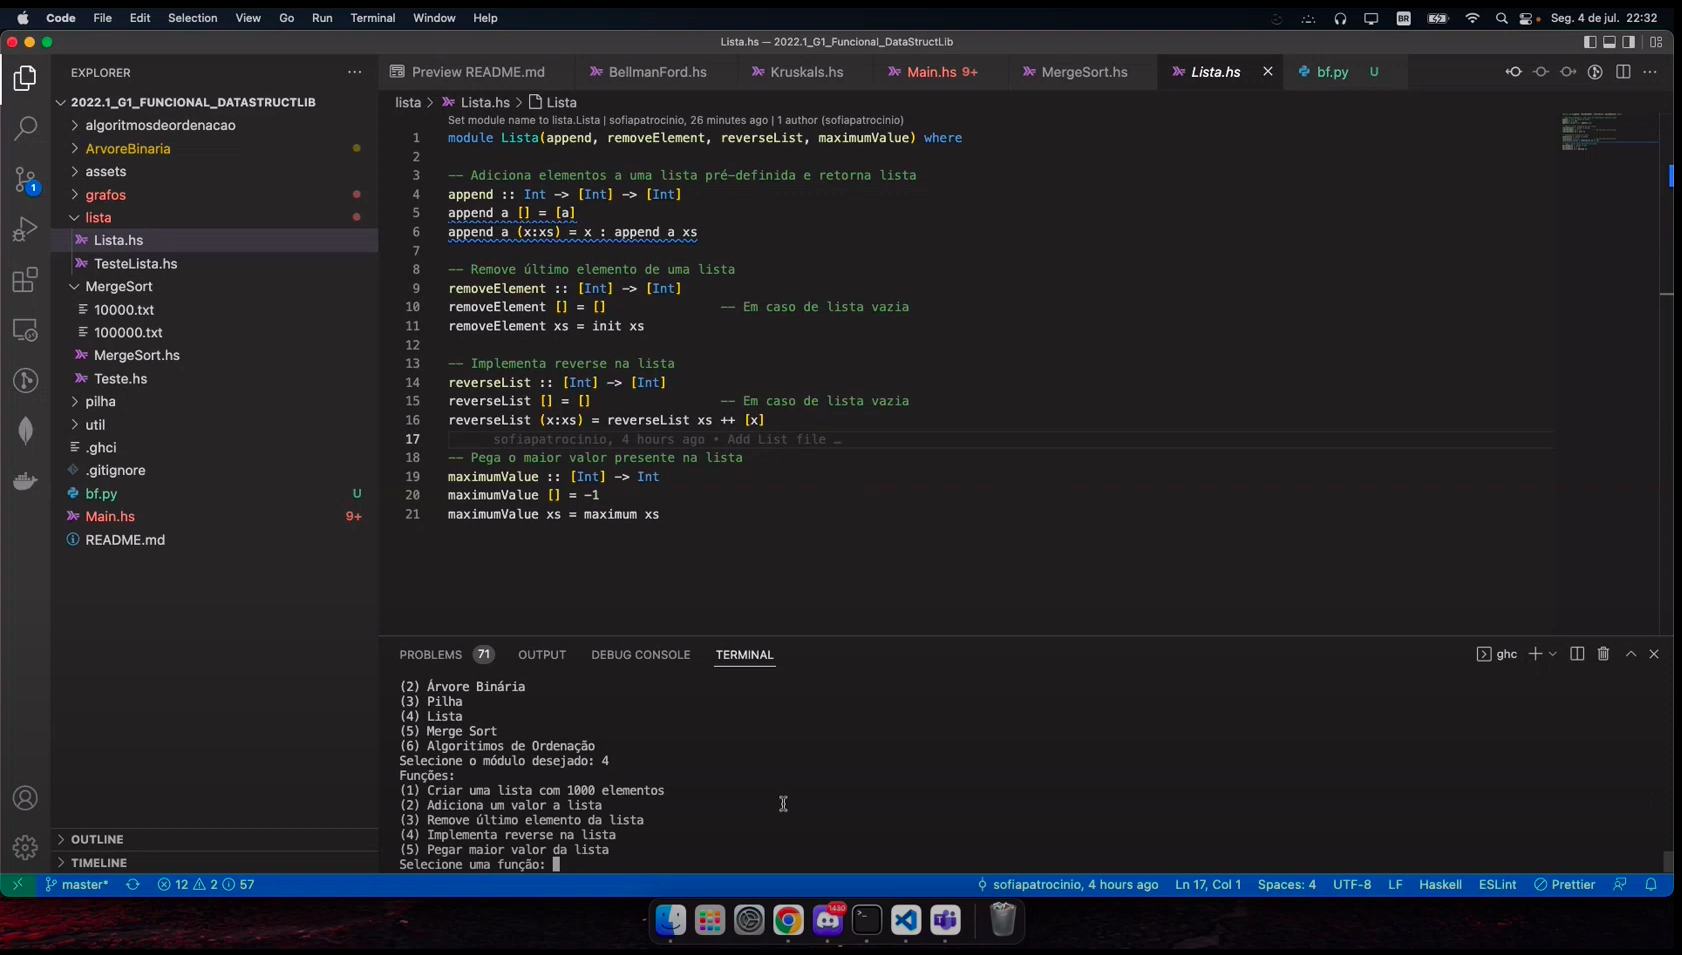 Code File Edit Selection View Go Run Terminal Window Help BR Seg. 4 de jul. 22:32
Lista.hs — 2022.1_G1_Funcional_DataStructLib
EXPLORER
2022.1_G1_FUNCIONAL_DATASTRUCTLIB
algoritmosdeordenacao
ArvoreBinaria
assets
grafos
lista
Lista.hs
TesteLista.hs
MergeSort
10000.txt
100000.txt
MergeSort.hs
Teste.hs
pilha
util
.ghci
.gitignore
bf.py U
Main.hs 9+
README.md
OUTLINE
TIMELINE
1
Preview README.md BellmanFord.hs Kruskals.hs Main.hs 9+ MergeSort.hs Lista.hs bf.py U
lista > Lista.hs > Lista
Set module name to lista.Lista | sofiapatrocinio, 26 minutes ago | 1 author (sofiapatrocinio)
1 module Lista(append, removeElement, reverseList, maximumValue) where
2
3 -- Adiciona elementos a uma lista pré-definida e retorna lista
4 append :: Int -> [Int] -> [Int]
5 append a [] = [a]
6 append a (x:xs) = x : append a xs
7
8 -- Remove último elemento de uma lista
9 removeElement :: [Int] -> [Int]
10 removeElement [] = [] -- Em caso de lista vazia
11 removeElement xs = init xs
12
13 -- Implementa reverse na lista
14 reverseList :: [Int] -> [Int]
15 reverseList [] = [] -- Em caso de lista vazia
16 reverseList (x:xs) = reverseList xs ++ [x]
17 sofiapatrocinio, 4 hours ago • Add List file …
18 -- Pega o maior valor presente na lista
19 maximumValue :: [Int] -> Int
20 maximumValue [] = -1
21 maximumValue xs = maximum xs
PROBLEMS 71 OUTPUT DEBUG CONSOLE TERMINAL ghc
(2) Árvore Binária
(3) Pilha
(4) Lista
(5) Merge Sort
(6) Algoritimos de Ordenação
Selecione o módulo desejado: 4
Funções:
(1) Criar uma lista com 1000 elementos
(2) Adiciona um valor a lista
(3) Remove último elemento da lista
(4) Implementa reverse na lista
(5) Pegar maior valor da lista
Selecione uma função:
master* 12 2 57 sofiapatrocinio, 4 hours ago Ln 17, Col 1 Spaces: 4 UTF-8 LF Haskell ESLint Prettier
1430